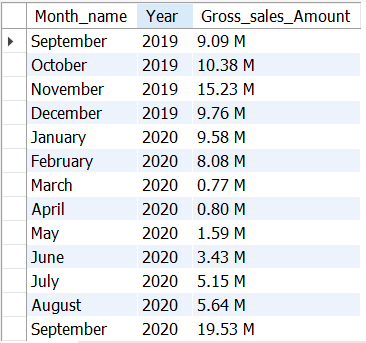 Month_name Year Gross_sales_Amount
September 2019 9.09 M
October 2019 10.38 M
November 2019 15.23 M
December 2019 9.76 M
January 2020 9.58 M
February 2020 8.08 M
March 2020 0.77 M
April 2020 0.80 M
May 2020 1.59 M
June 2020 3.43 M
July 2020 5.15 M
August 2020 5.64 M
September 2020 19.53 M